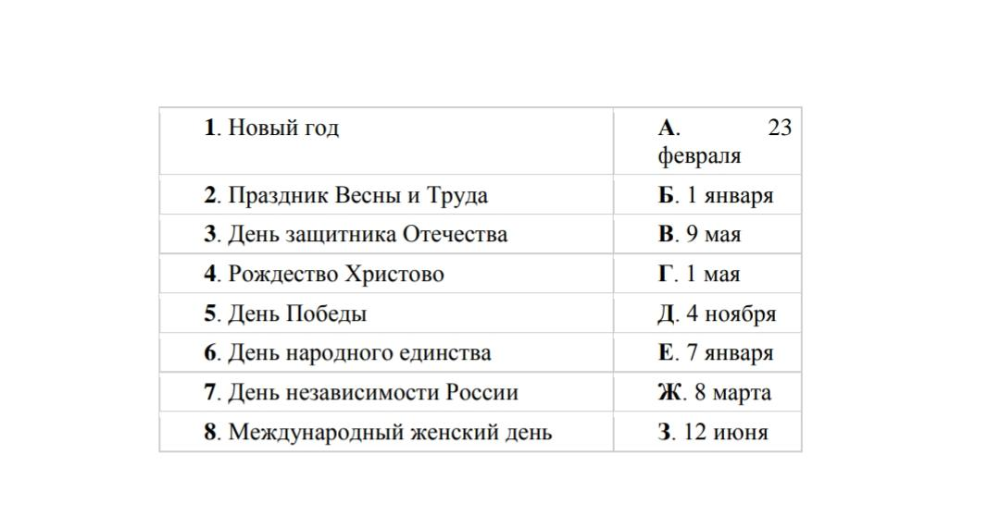 1. Новый год
А. 23
февраля
2. Праздник Весны и Труда
Б. 1 января
3. День защитника Отечества
В. 9 мая
4. Рождество Христово
Г. 1 мая
5. День Победы
Д. 4 ноября
6. День народного единства
Е. 7 января
7. День независимости России
Ж. 8 марта
8. Международный женский день
З. 12 июня